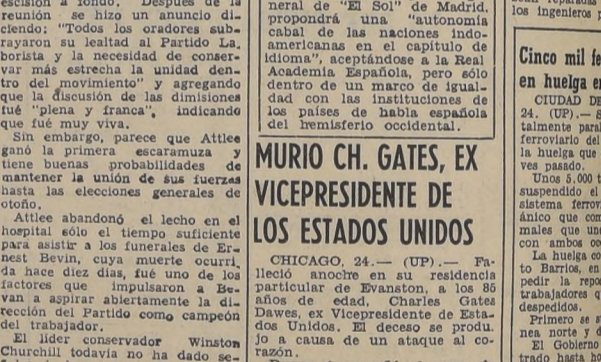 escisión a fondo. Después de la
reunión se hizo un anuncio di-
ciendo: "Todos los oradores sub-
rayaron su lealtad al Partido La-
borista y la necesidad de conser-
var más estrecha la unidad den-
tro del movimiento" y agregando
que la discusión de las dimisiones
fué "plena y franca", indicando
que fué muy viva.
Sin embargo, parece que Attlee
ganó la primera escaramuza y
tiene buenas probabilidades de
mantener la unión de sus fuerzas
hasta las elecciones generales de
otoño.
Attlee abandonó el lecho en el
hospital sólo el tiempo suficiente
para asistir a los funerales de Er-
nest Bevin, cuya muerte ocurri-
da hace diez días, fué uno de los
factores que impulsaron a Be-
van a aspirar abiertamente la di-
rección del Partido como campeón
del trabajador.
El líder conservador Winston
Churchill todavía no ha dado se-
neral de "El Sol" de Madrid,
propondrá una "autonomía
cabal de las naciones indo-
americanas en el capítulo de
idioma", aceptándose a la Real
Academia Española, pero sólo
dentro de un marco de igual-
dad con las instituciones de
los países de habla española
del hemisferio occidental.
MURIO CH. GATES, EX
VICEPRESIDENTE DE
LOS ESTADOS UNIDOS
CHICAGO, 24.— (UP).— Fa-
lleció anoche en su residencia
particular de Evanston, a los 85
años de edad, Charles Gates
Dawes, ex Vicepresidente de Esta-
dos Unidos. El deceso se produ-
jo a causa de un ataque al co-
razón.
los ingenieros p
Cinco mil fe
en huelga e
CIUDAD DE
24. (UP).— S
talmente paral
ferroviario del
la huelga que
ves pasado.
Unos 5.000 t
suspendido el
sistema ferrov
ánico que com
males que une
con ambos oc
La huelga co
to Barrios, en
pedir la repo
trabajadores q
despedidos.
Primero se s
nea norte y d
El Gobierno
trado hasta ho